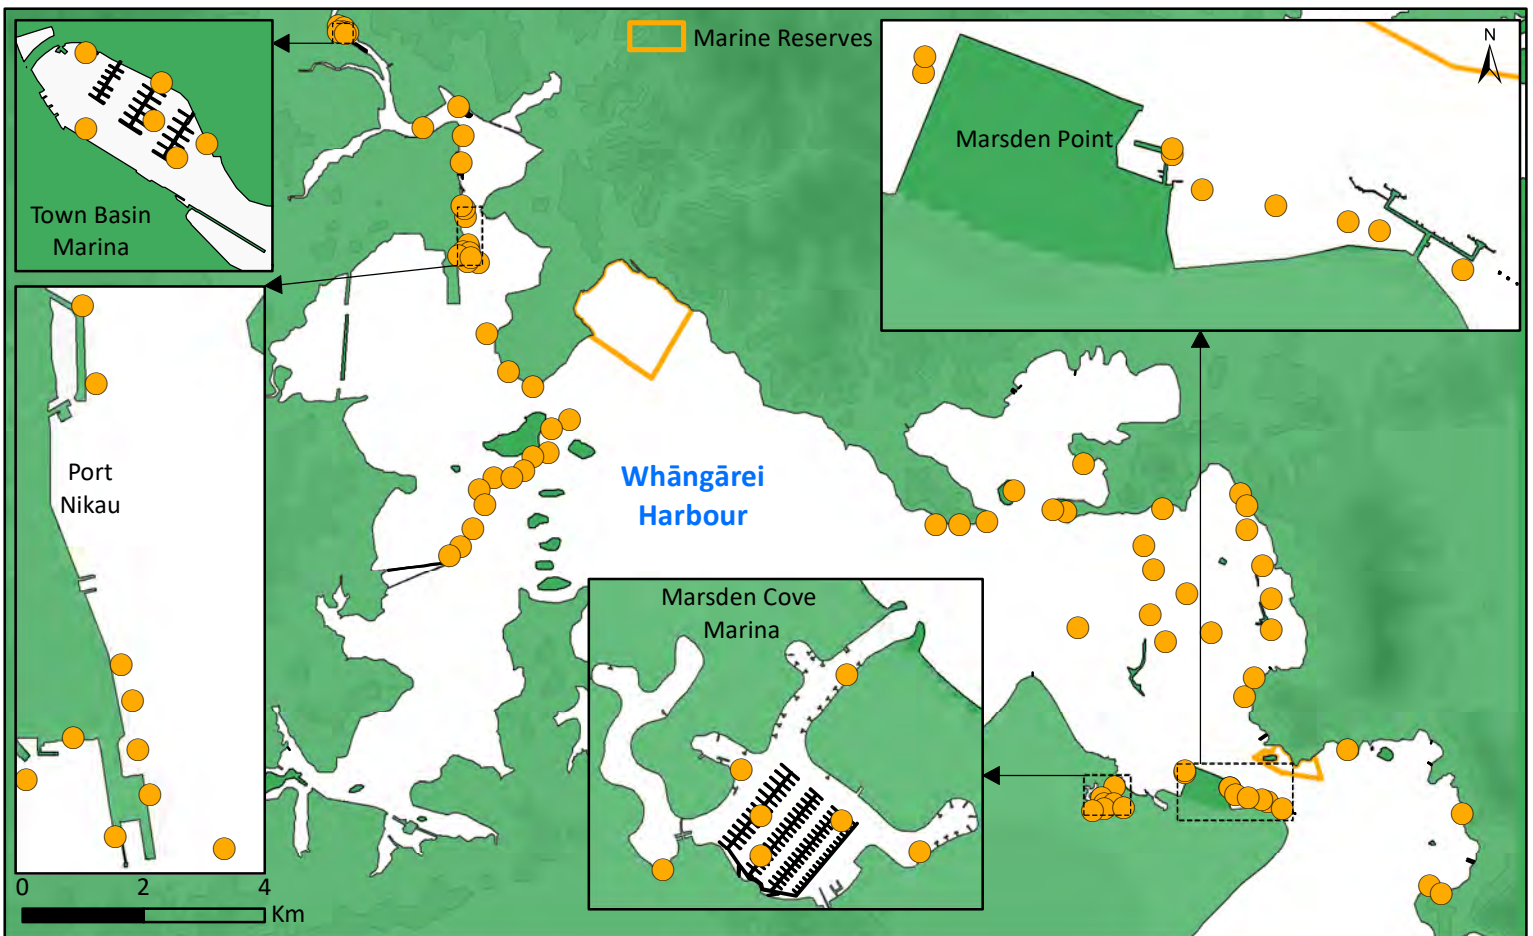 Marine Reserves
N
Town Basin
Marina
Marsden Point
Port
Nikau
Whāngārei
Harbour
Marsden Cove
Marina
0 2 4
Km